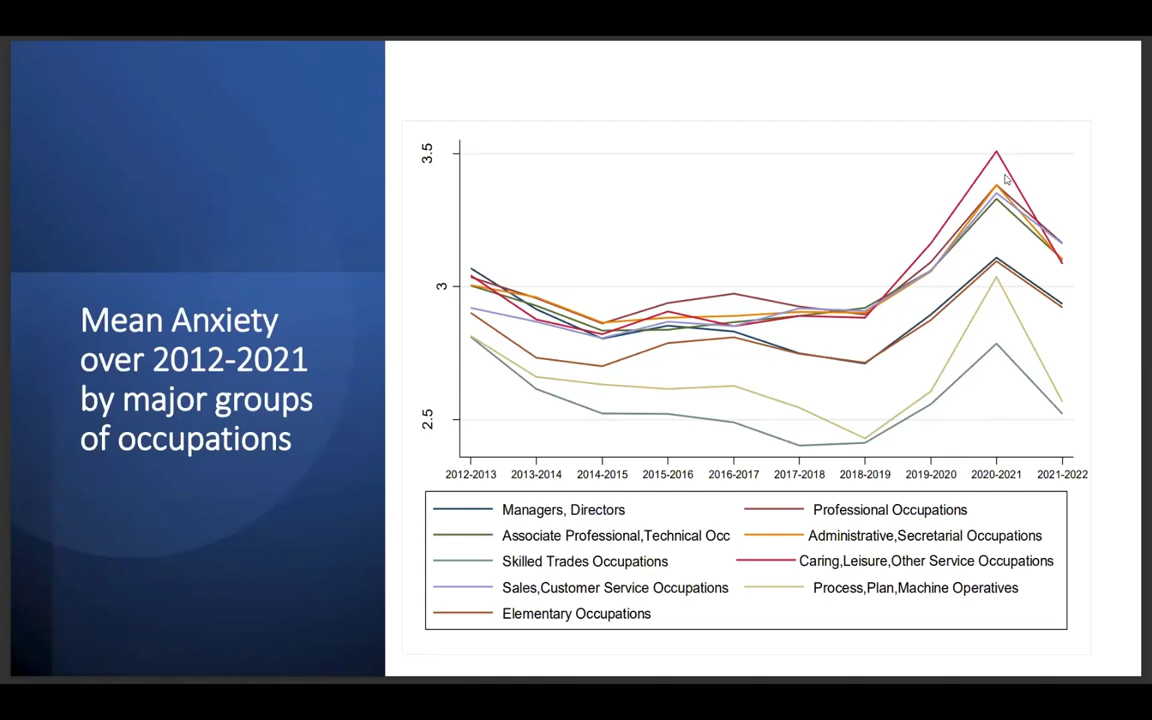 Mean Anxiety
over 2012-2021
by major groups
of occupations
3.5
3
2.5
2012-2013 2013-2014 2014-2015 2015-2016 2016-2017 2017-2018 2018-2019 2019-2020 2020-2021 2021-2022
Managers, Directors Professional Occupations
Associate Professional,Technical Occ Administrative,Secretarial Occupations
Skilled Trades Occupations Caring,Leisure,Other Service Occupations
Sales,Customer Service Occupations Process,Plan,Machine Operatives
Elementary Occupations